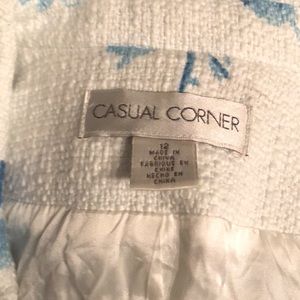 CASUAL CORNER
12
MADE IN
CHINA
FABRIQUE EN
CHINE
HECHO EN
CHINA